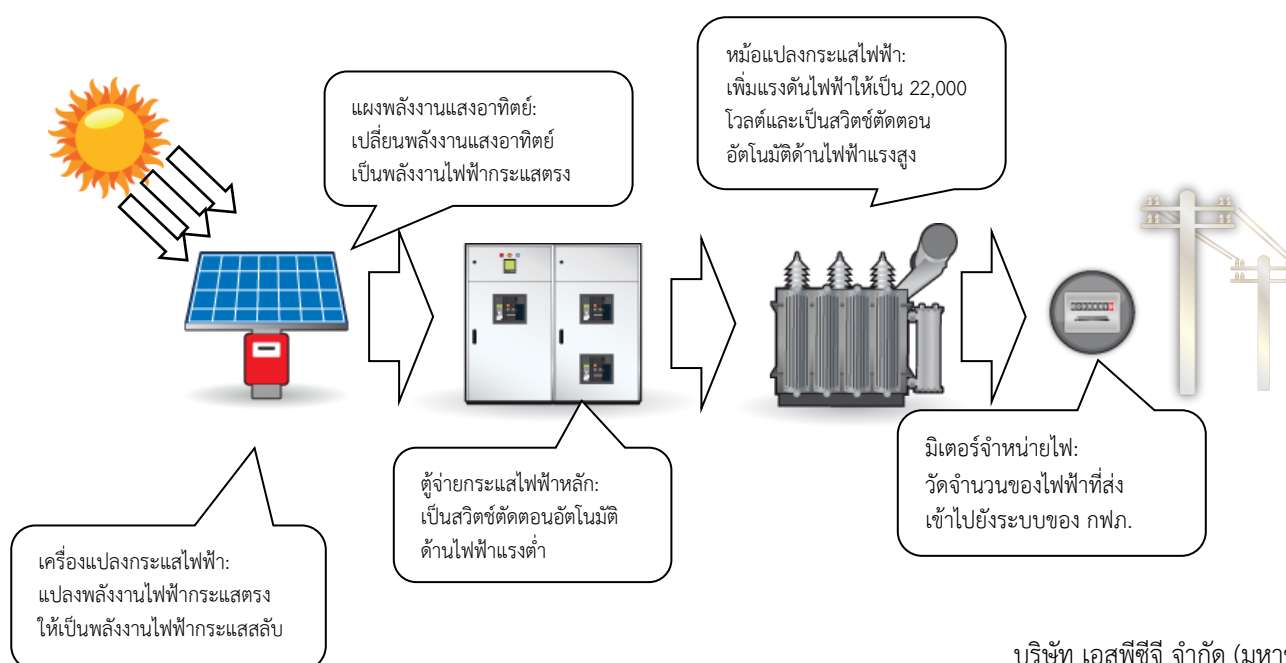 แผงพลังงานแสงอาทิตย์:
เปลี่ยนพลังงานแสงอาทิตย์
เป็นพลังงานไฟฟ้ากระแสตรง
หม้อแปลงกระแสไฟฟ้า:
เพิ่มแรงดันไฟฟ้าให้เป็น 22,000
โวลต์และเป็นสวิตช์ตัดตอน
อัตโนมัติด้านไฟฟ้าแรงสูง
ตู้จ่ายกระแสไฟฟ้าหลัก:
เป็นสวิตช์ตัดตอนอัตโนมัติ
ด้านไฟฟ้าแรงต่ำ
มิเตอร์จำหน่ายไฟ:
วัดจำนวนของไฟฟ้าที่ส่ง
เข้าไปยังระบบของ กฟภ.
เครื่องแปลงกระแสไฟฟ้า:
แปลงพลังงานไฟฟ้ากระแสตรง
ให้เป็นพลังงานไฟฟ้ากระแสสลับ
บริษัท เอสพีซีจี จำกัด (มหา